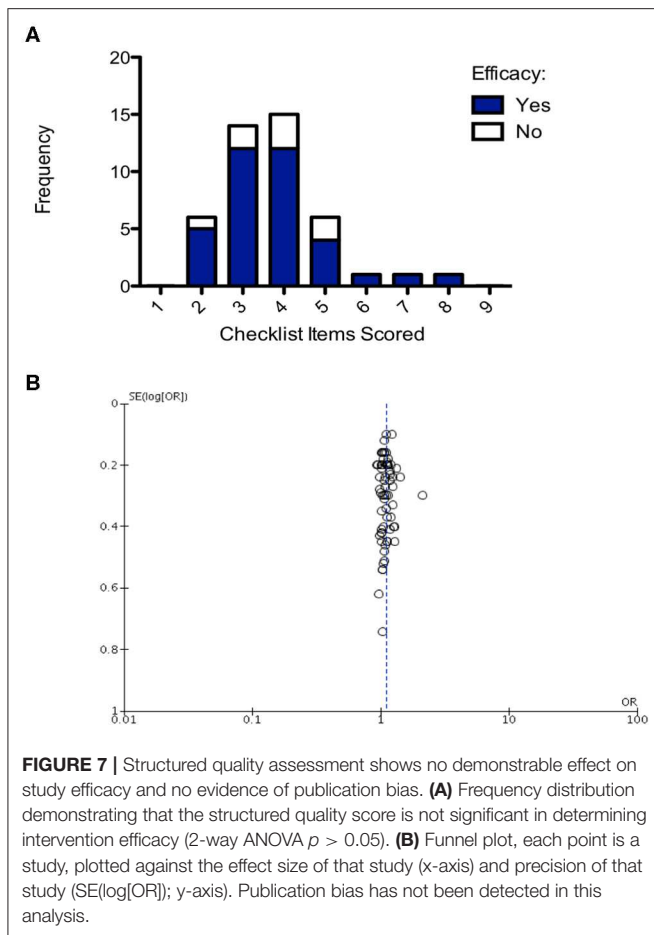 A
20
15
10
5
0
Frequency
1 2 3 4 5 6 7 8 9
Checklist Items Scored
Efficacy:
Yes
No
B
SE(log[OR])
0
0.2
0.4
0.6
0.8
1
OR
0.01 0.1 1 10 100
FIGURE 7 | Structured quality assessment shows no demonstrable effect on
study efficacy and no evidence of publication bias. (A) Frequency distribution
demonstrating that the structured quality score is not significant in determining
intervention efficacy (2-way ANOVA p > 0.05). (B) Funnel plot, each point is a
study, plotted against the effect size of that study (x-axis) and precision of that
study (SE(log[OR]); y-axis). Publication bias has not been detected in this
analysis.